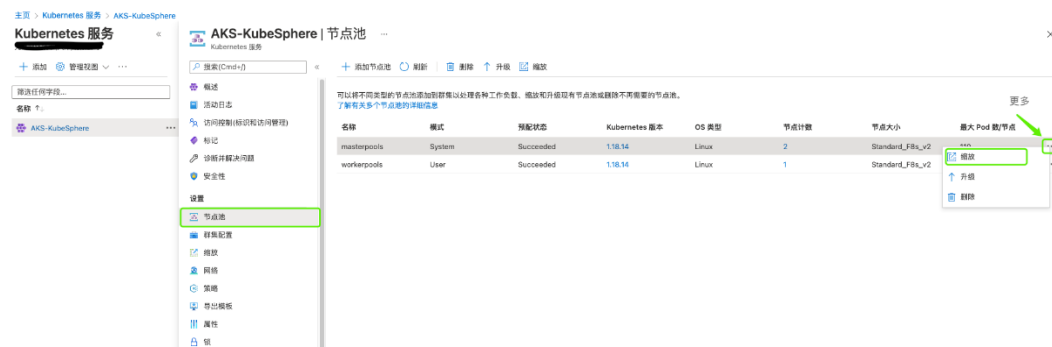 主页 > Kubernetes 服务 > AKS-KubeSphere
Kubernetes 服务
«
+ 添加 管理视图 ···
筛选任何字段...
名称 ↑↓
AKS-KubeSphere ···
AKS-KubeSphere | 节点池 ···
Kubernetes 服务
搜索(Cmd+/)
«
概述
活动日志
访问控制(标识和访问管理)
标记
诊断并解决问题
安全性
设置
节点池
群集配置
缩放
网络
策略
导出模板
属性
锁
+ 添加节点池 刷新 删除 升级 缩放
可以将不同类型的节点池添加到群集以处理各种工作负载、缩放和升级现有节点池或删除不再需要的节点池。
了解有关多个节点池的详细信息
更多
名称 模式 预配状态 Kubernetes 版本 OS 类型 节点计数 节点大小 最大 Pod 数/节点
masterpools System Succeeded 1.18.14 Linux 2 Standard_F8s_v2 110 ···
workerpools User Succeeded 1.18.14 Linux 1 Standard_F8s_v2
缩放
升级
删除